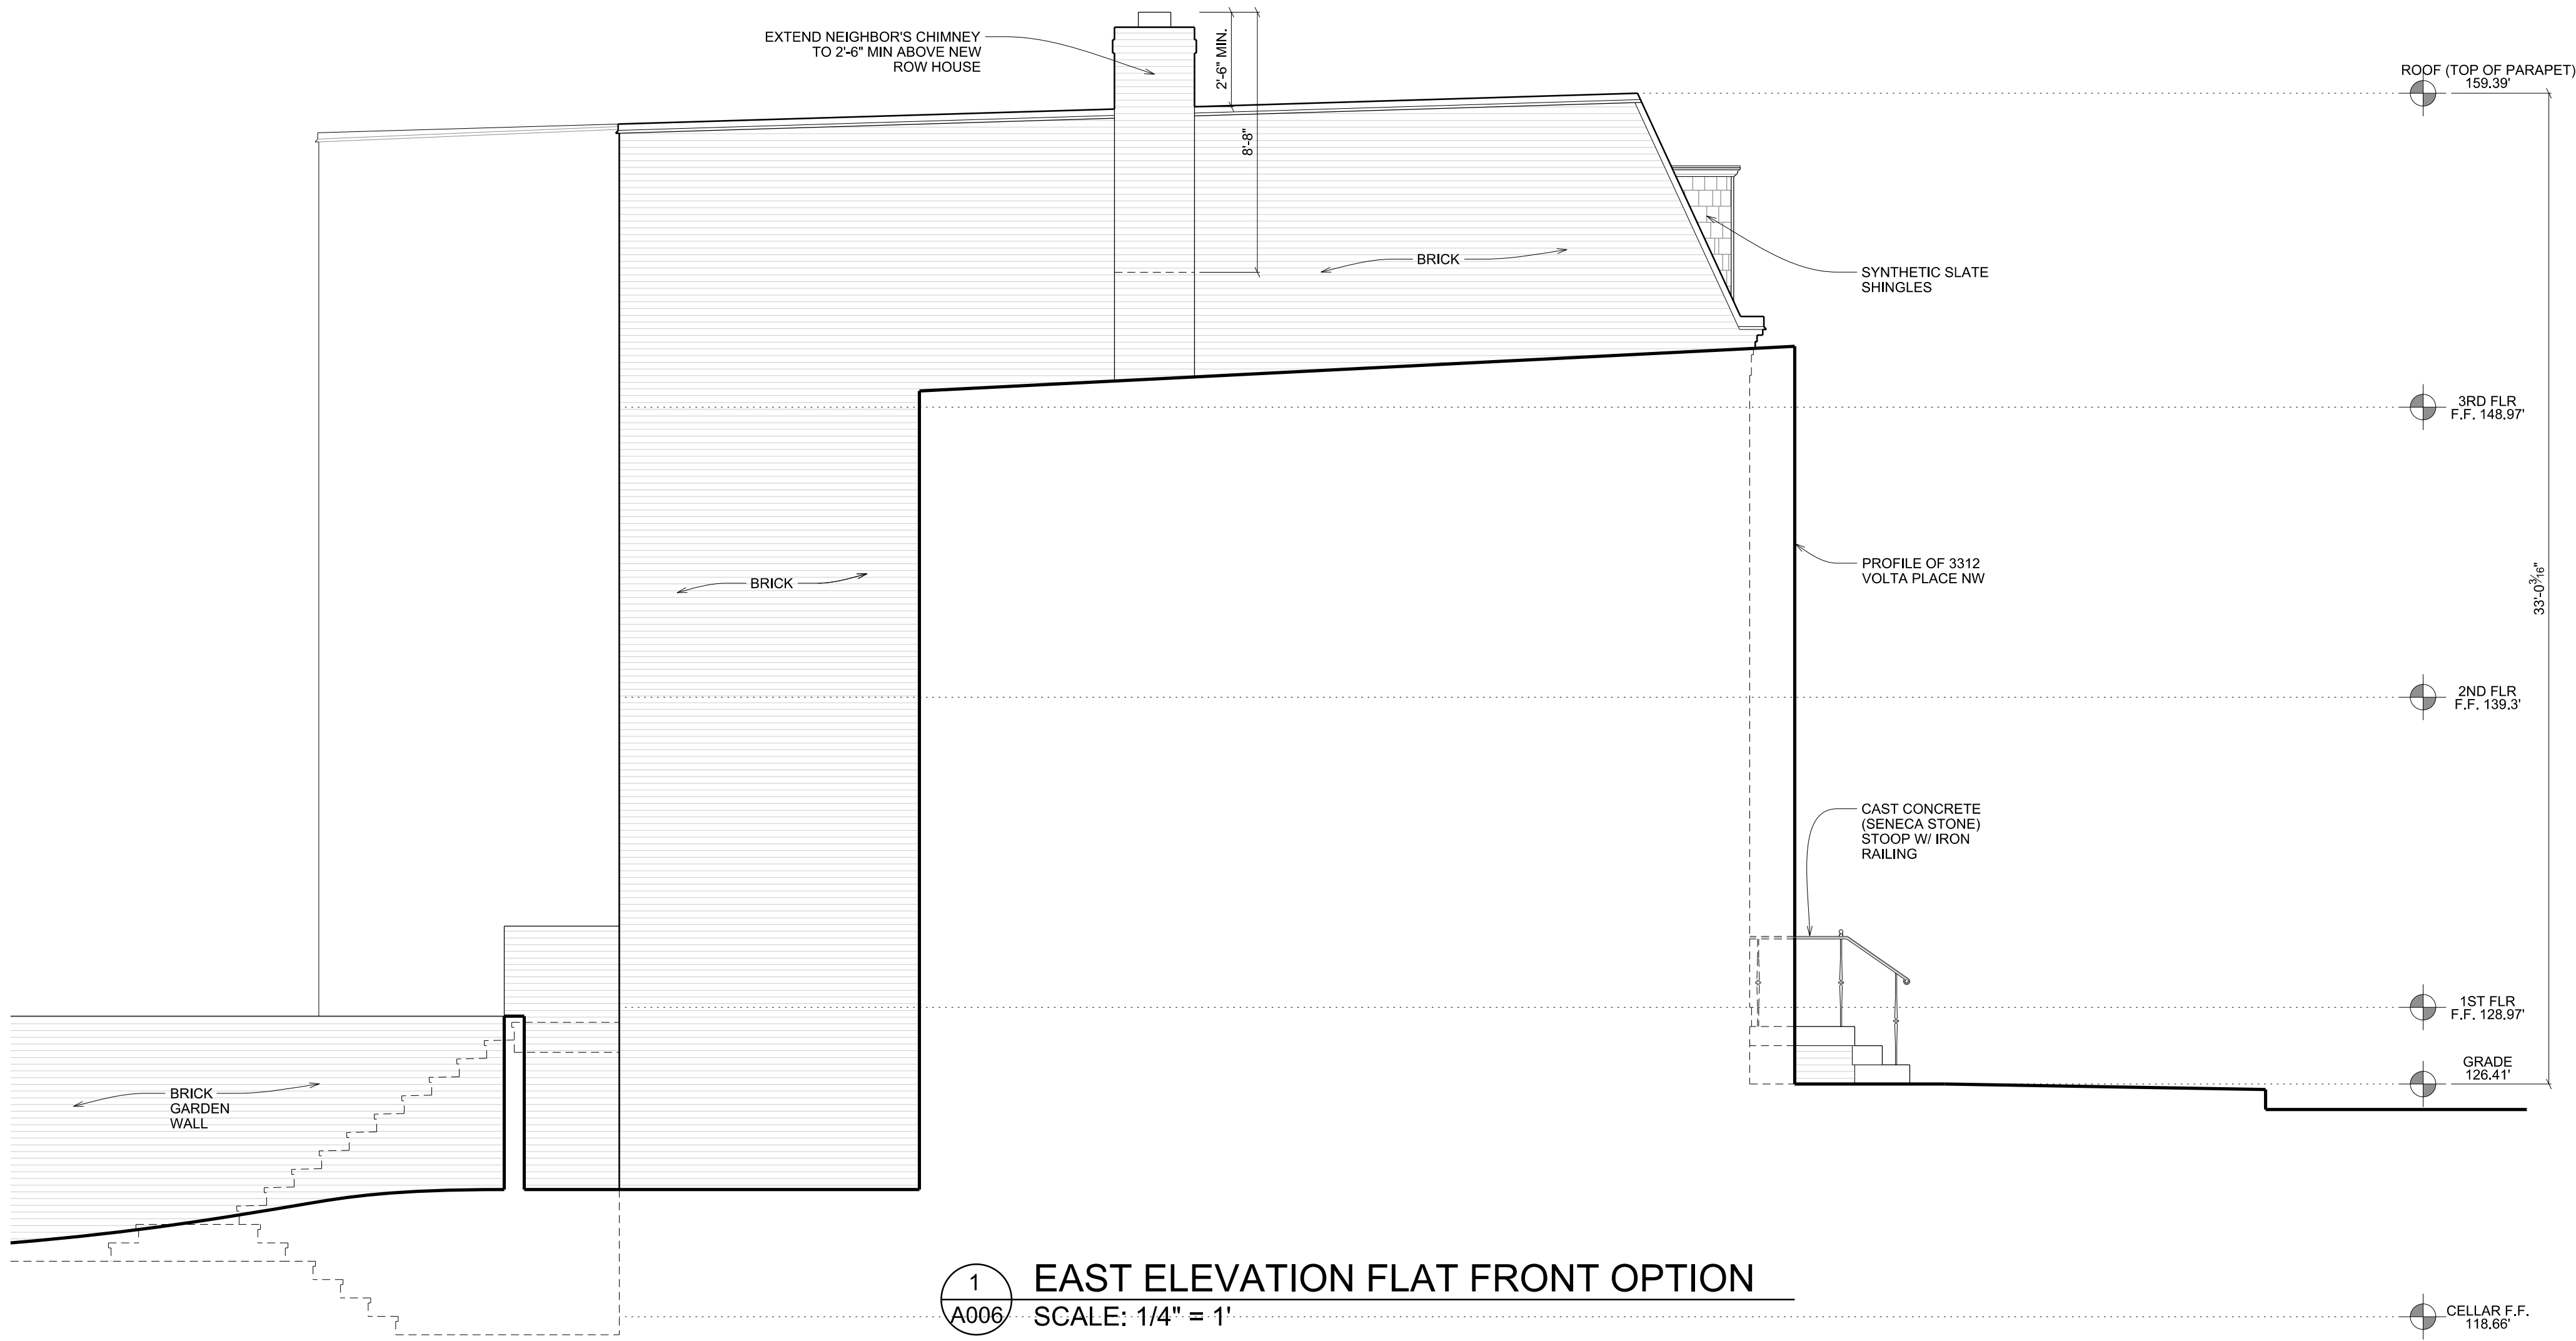 EXTEND NEIGHBOR'S CHIMNEY
TO 2'-6" MIN ABOVE NEW
ROW HOUSE
2'-6" MIN.
8'-8"
ROOF (TOP OF PARAPET)
159.39'
BRICK
SYNTHETIC SLATE
SHINGLES
3RD FLR
F.F. 148.97'
BRICK
PROFILE OF 3312
VOLTA PLACE NW
33'-0 3/16"
2ND FLR
F.F. 139.3'
CAST CONCRETE
(SENECA STONE)
STOOP W/ IRON
RAILING
1ST FLR
F.F. 128.97'
GRADE
126.41'
BRICK
GARDEN
WALL
1
A006
EAST ELEVATION FLAT FRONT OPTION
SCALE: 1/4" = 1'
CELLAR F.F.
118.66'